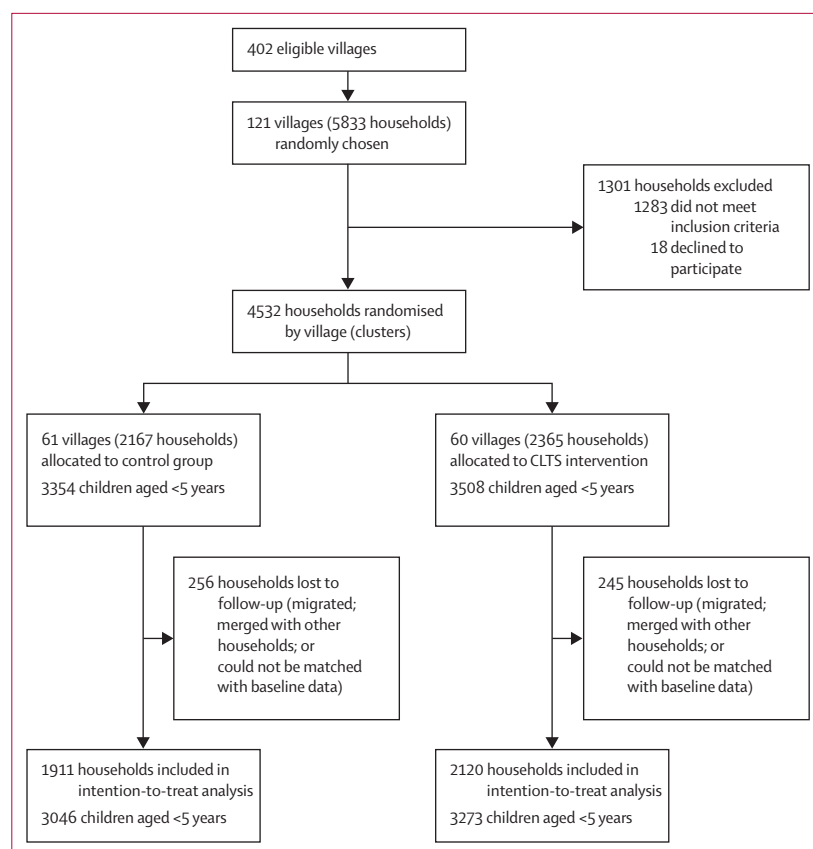 402 eligible villages
121 villages (5833 households)
randomly chosen
1301 households excluded
1283 did not meet
inclusion criteria
18 declined to
participate
4532 households randomised
by village (clusters)
61 villages (2167 households)
allocated to control group
3354 children aged <5 years
60 villages (2365 households)
allocated to CLTS intervention
3508 children aged <5 years
256 households lost to
follow-up (migrated;
merged with other
households; or
could not be matched
with baseline data)
245 households lost to
follow-up (migrated;
merged with other
households; or
could not be matched
with baseline data)
1911 households included in
intention-to-treat analysis
3046 children aged <5 years
2120 households included in
intention-to-treat analysis
3273 children aged <5 years